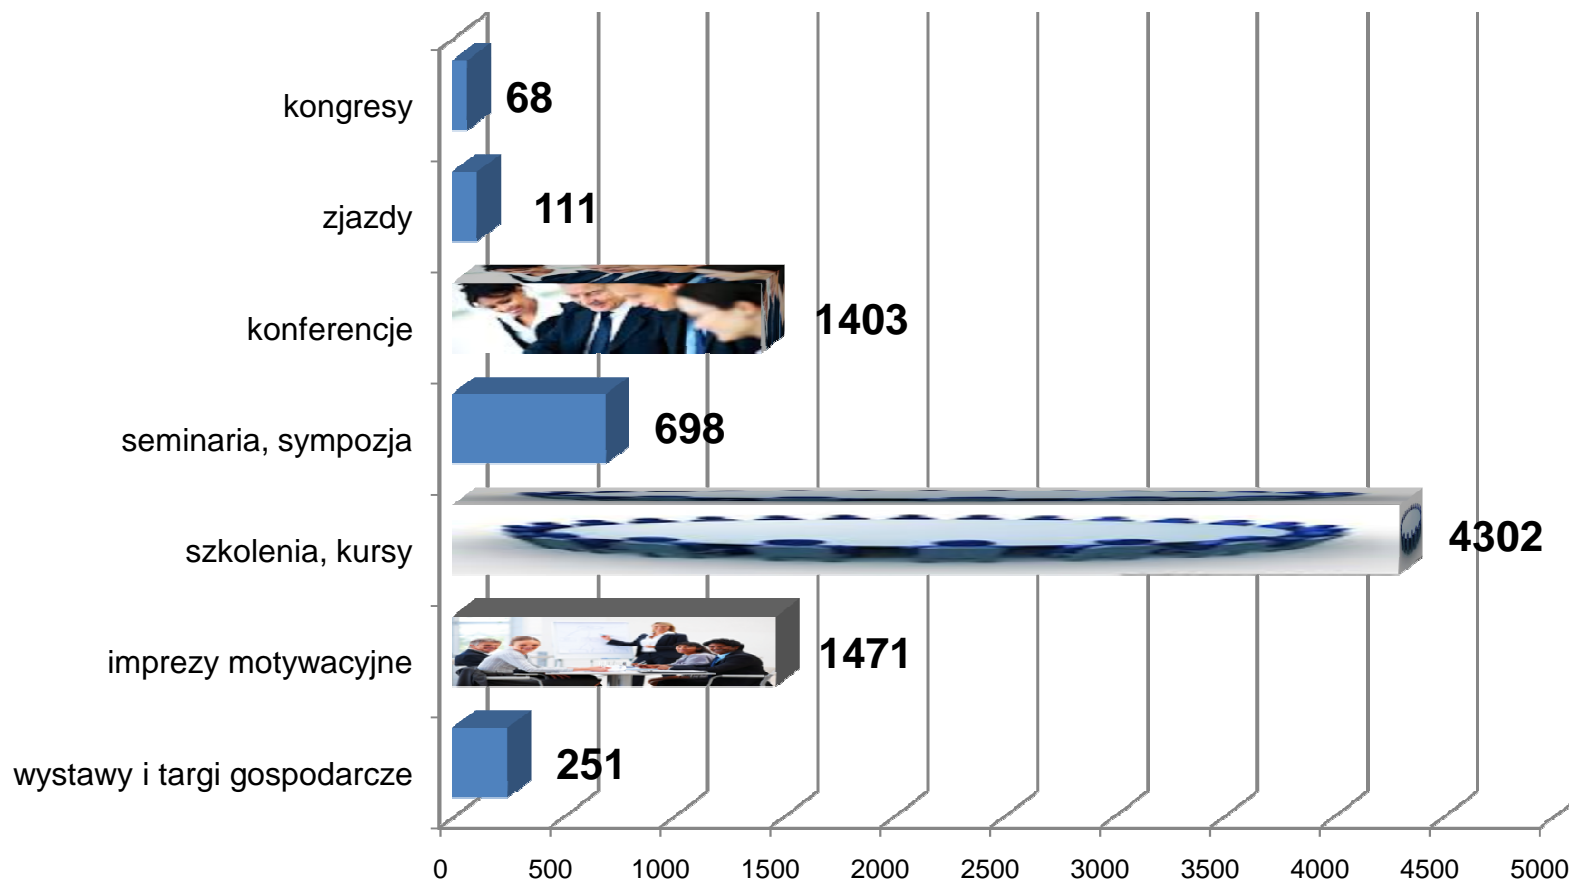 kongresy 68
zjazdy 111
konferencje 1403
seminaria, sympozja 698
szkolenia, kursy 4302
imprezy motywacyjne 1471
wystawy i targi gospodarcze 251
0 500 1000 1500 2000 2500 3000 3500 4000 4500 5000